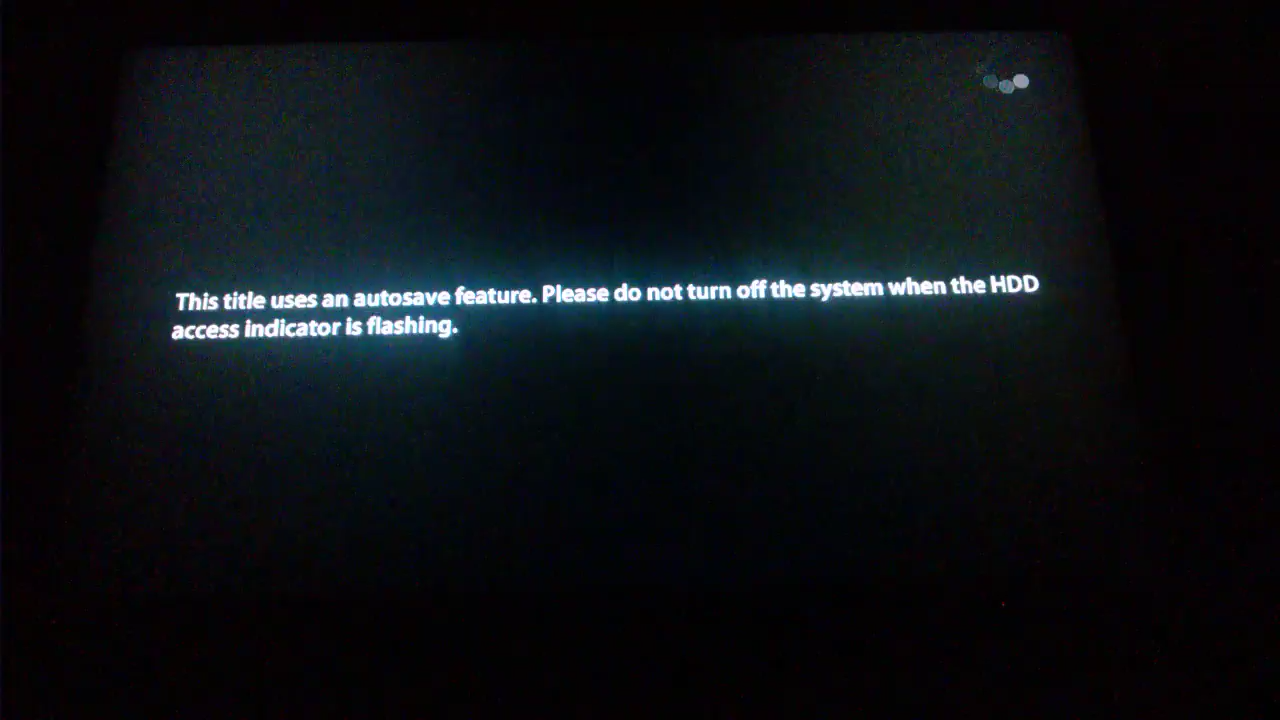 This title uses an autosave feature. Please do not turn off the system when the HDD
access indicator is flashing.